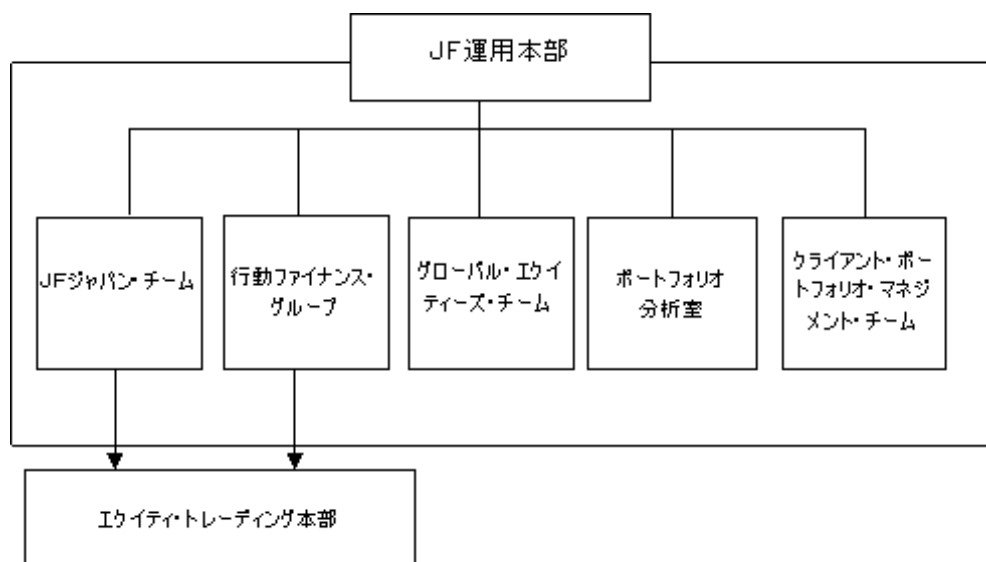 JF運用本部
JFジャパン・チーム
行動ファイナンス・
グループ
グローバル・エクイ
ティーズ・チーム
ポートフォリオ
分析室
クライアント・ポー
トフォリオ・マネジ
メント・チーム
エクイティ・トレーディング本部